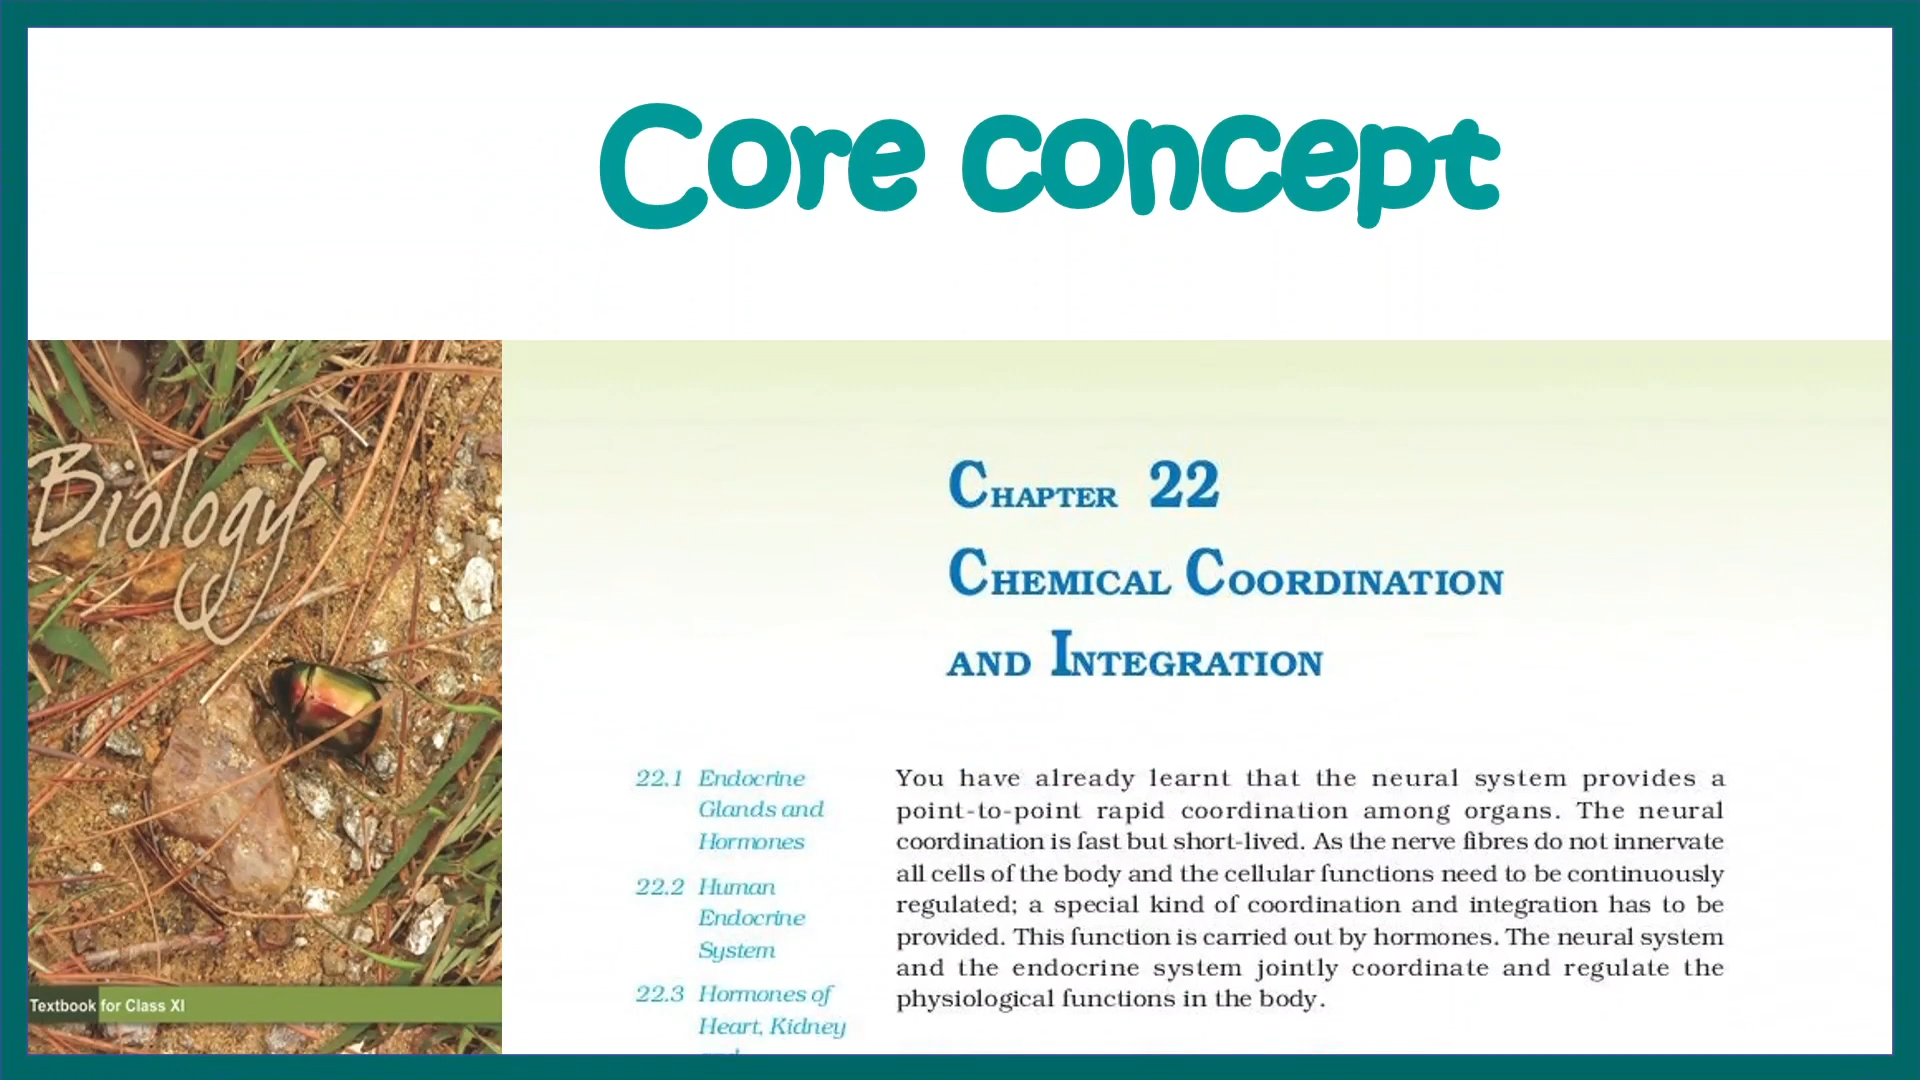 Core concept
Biology
Textbook for Class XI
CHAPTER 22
CHEMICAL COORDINATION
AND INTEGRATION
22.1 Endocrine
Glands and
Hormones
22.2 Human
Endocrine
System
22.3 Hormones of
Heart, Kidney
You have already learnt that the neural system provides a
point-to-point rapid coordination among organs. The neural
coordination is fast but short-lived. As the nerve fibres do not innervate
all cells of the body and the cellular functions need to be continuously
regulated; a special kind of coordination and integration has to be
provided. This function is carried out by hormones. The neural system
and the endocrine system jointly coordinate and regulate the
physiological functions in the body.